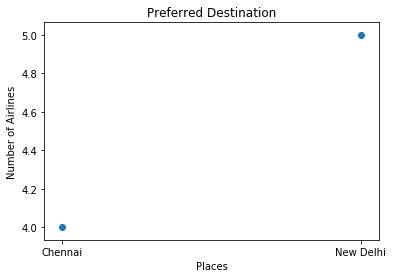 Preferred Destination
Number of Airlines
5.0
4.8
4.6
4.4
4.2
4.0
Chennai New Delhi
Places